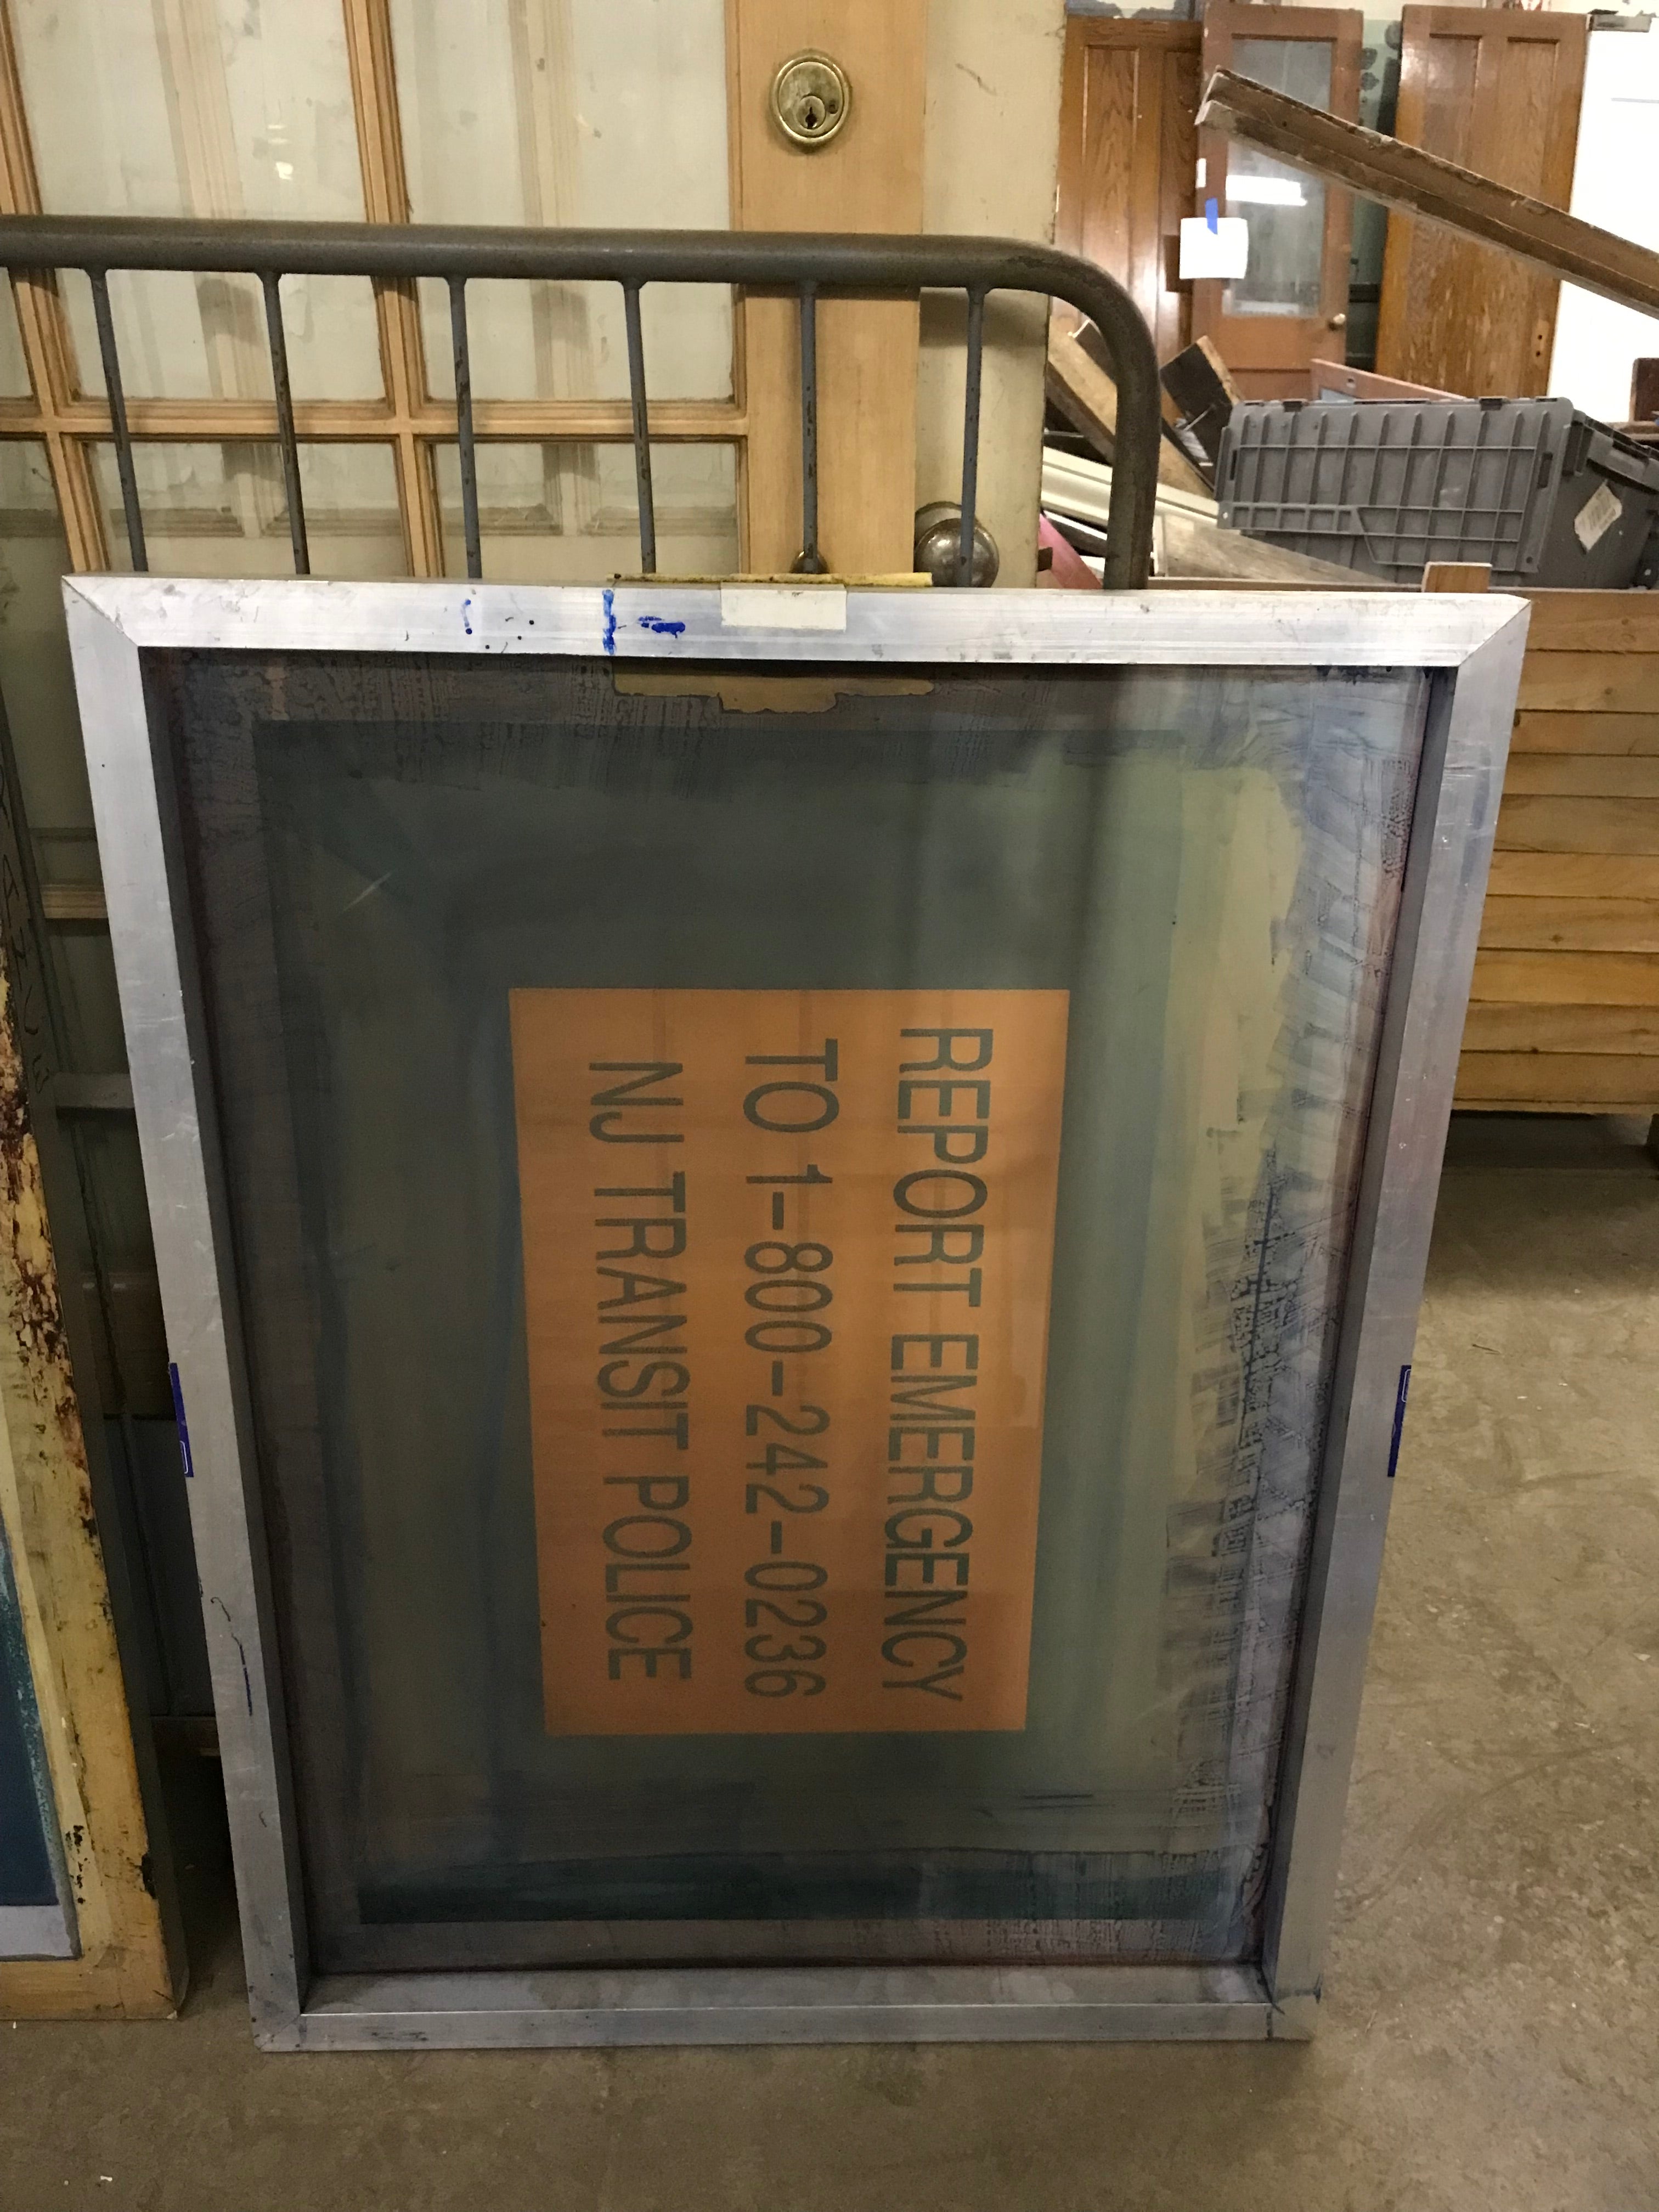 REPORT EMERGENCY
TO 1-800-242-0236
NJ TRANSIT POLICE